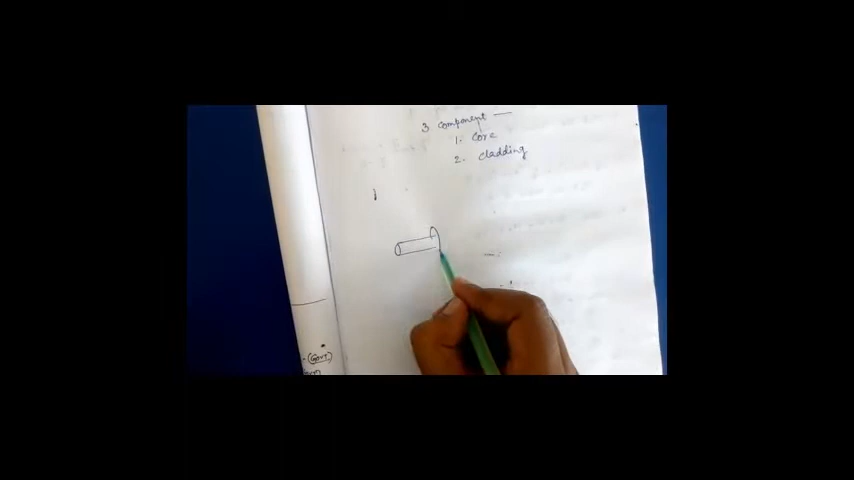 3 component —
1. Core
2. cladding